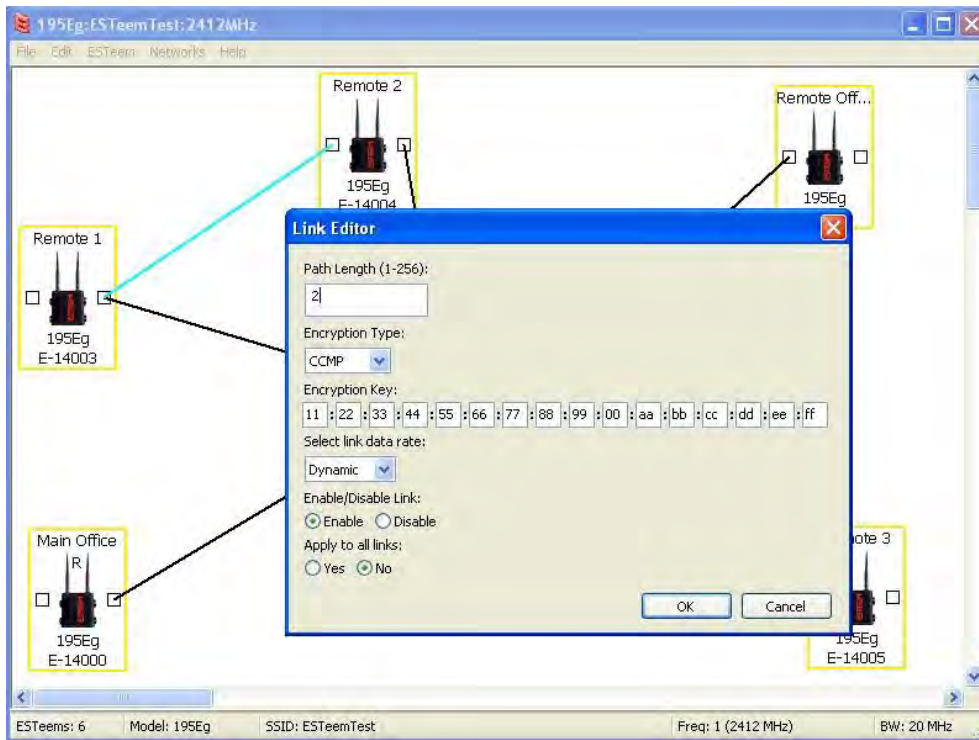 195Eg:ESTeemTest:2412MHz
File Edit ESTeem Networks Help
Remote 2
195Eg
E-14004
Remote Off...
195Eg
Remote 1
195Eg
E-14003
Link Editor
Path Length (1-256):
2
Encryption Type:
CCMP
Encryption Key:
11 : 22 : 33 : 44 : 55 : 66 : 77 : 88 : 99 : 00 : aa : bb : cc : dd : ee : ff
Select link data rate:
Dynamic
Enable/Disable Link:
Enable Disable
Apply to all links:
Yes No
OK Cancel
Main Office
R
195Eg
E-14000
ote 3
195Eg
E-14005
ESTeems: 6 Model: 195Eg SSID: ESTeemTest Freq: 1 (2412 MHz) BW: 20 MHz